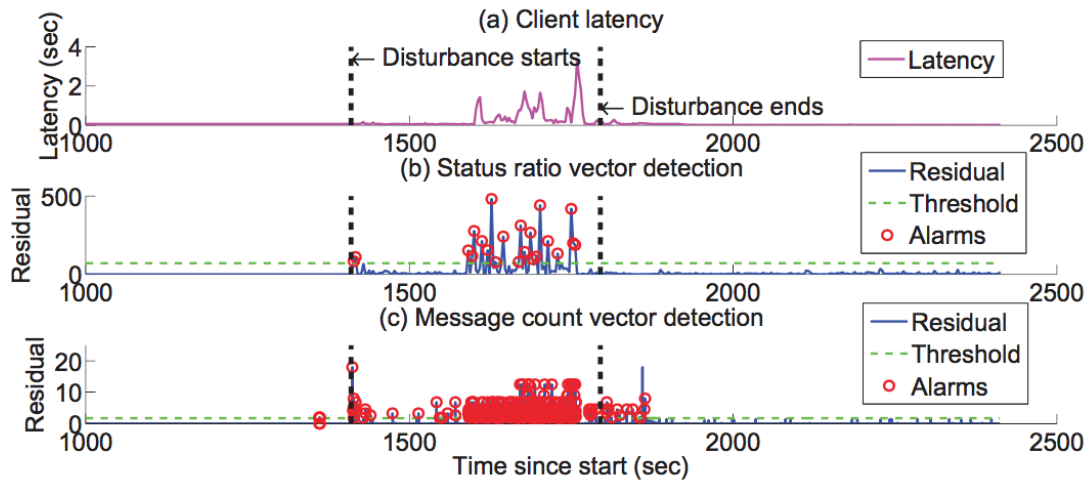 (a) Client latency
Latency (sec)
4
2
0
← Disturbance starts
← Disturbance ends
Latency
1000 1500 2000 2500
(b) Status ratio vector detection
Residual
500
0
Residual
Threshold
Alarms
1000 1500 2000 2500
(c) Message count vector detection
Residual
20
10
0
Residual
Threshold
Alarms
1000 1500 2000 2500
Time since start (sec)